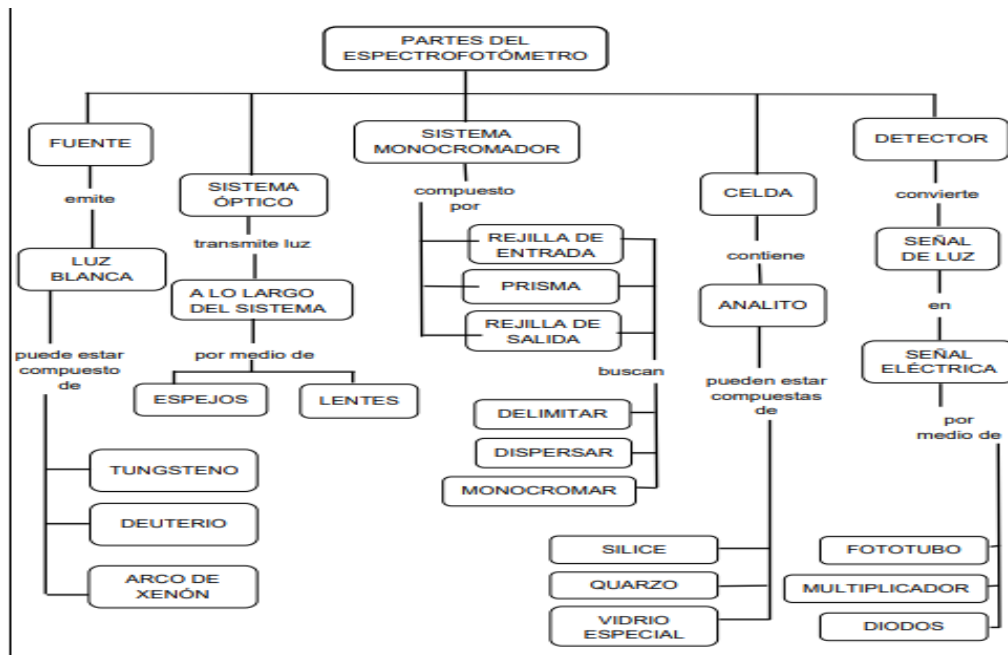 PARTES DEL
ESPECTROFOTÓMETRO
FUENTE
emite
LUZ
BLANCA
puede estar
compuesto
de
TUNGSTENO
DEUTERIO
ARCO DE
XENÓN
SISTEMA
ÓPTICO
transmite luz
A LO LARGO
DEL SISTEMA
por medio de
ESPEJOS
LENTES
SISTEMA
MONOCROMADOR
compuesto
por
REJILLA DE
ENTRADA
PRISMA
REJILLA DE
SALIDA
buscan
DELIMITAR
DISPERSAR
MONOCROMAR
CELDA
contiene
ANALITO
pueden estar
compuestas
de
SILICE
QUARZO
VIDRIO
ESPECIAL
DETECTOR
convierte
SEÑAL
DE LUZ
en
SEÑAL
ELÉCTRICA
por
medio de
FOTOTUBO
MULTIPLICADOR
DIODOS